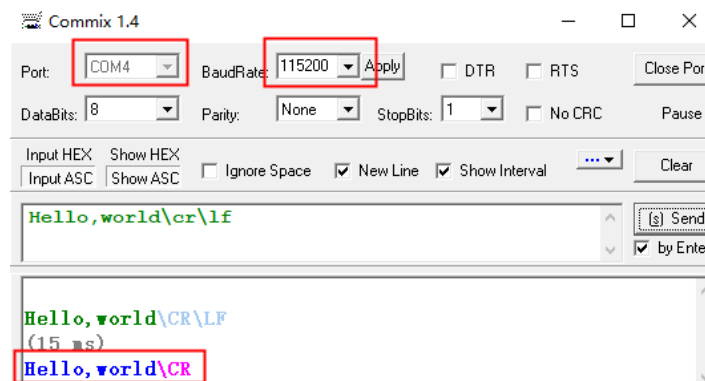 Commix 1.4
Port: COM4 BaudRate: 115200 Apply DTR RTS Close Por
DataBits: 8 Parity: None StopBits: 1 No CRC Pause
Input HEX Show HEX
Input ASC Show ASC Ignore Space New Line Show Interval ... Clear
Hello,world\cr\lf
(s) Send
by Ente
Hello,world\CR\LF
(15 ms)
Hello,world\CR